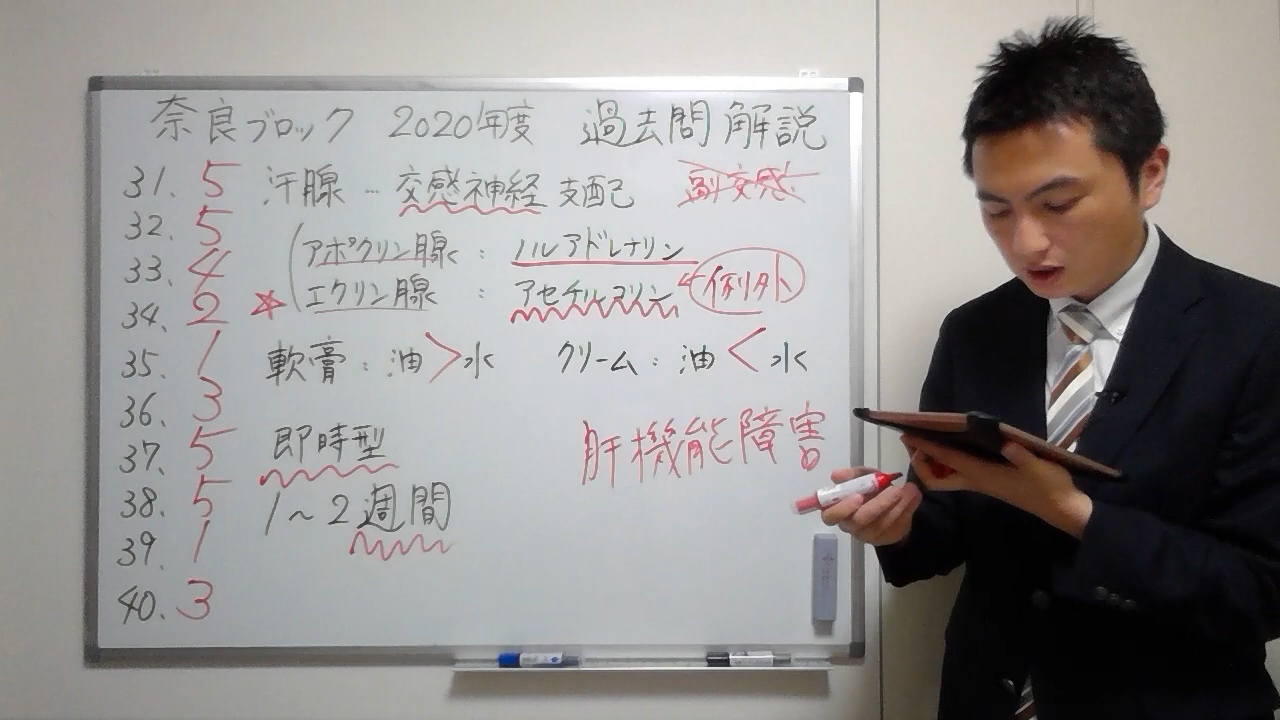 奈良ブロック 2020年度 過去問解説
31. 5 汗腺…交感神経支配 副交感
32. 5
アポクリン腺：ノルアドレナリン
33. 4
エクリン腺：アセチルコリン 例外
34. 2
35. 1 軟膏：油>水 クリーム：油<水
36. 3
37. 5 即時型 肝機能障害
38. 5 1~2週間
39. 1
40. 3